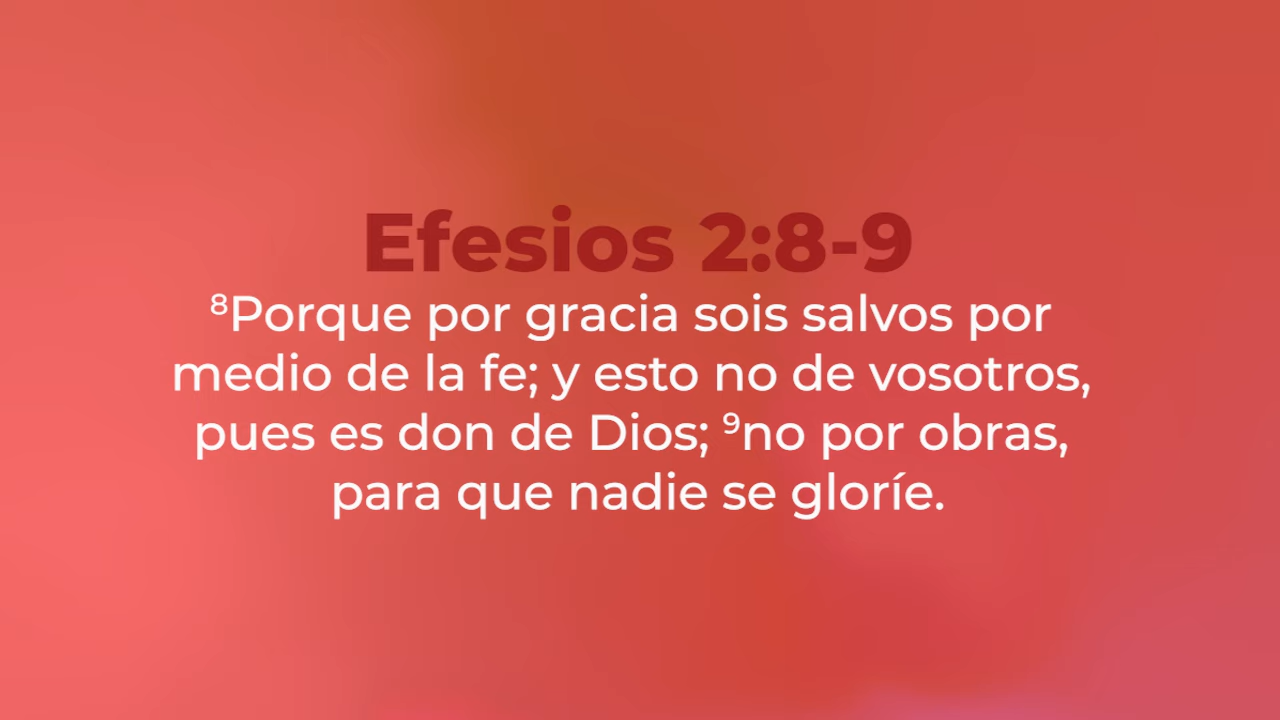 Efesios 2:8-9
⁸Porque por gracia sois salvos por
medio de la fe; y esto no de vosotros,
pues es don de Dios; ⁹no por obras,
para que nadie se gloríe.